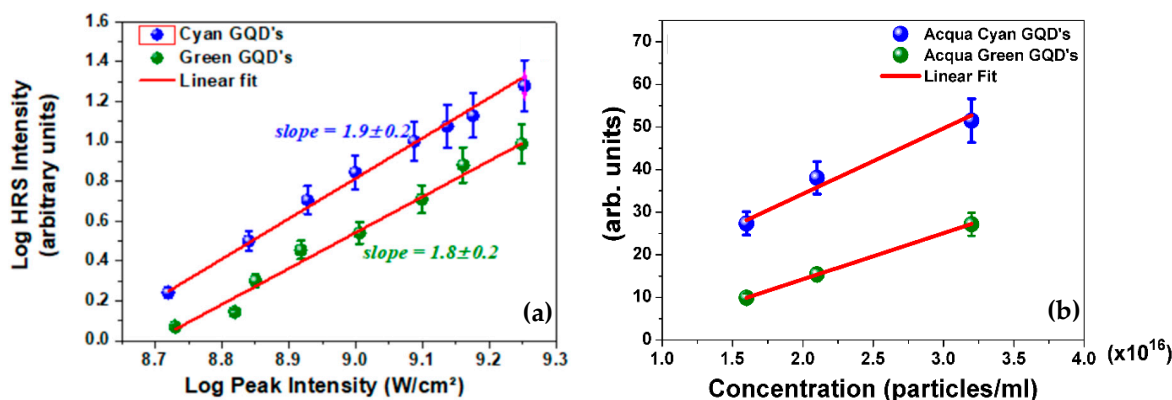 Log HRS Intensity
(arbitrary units)
1.6
1.4
1.2
1.0
0.8
0.6
0.4
0.2
0.0
Cyan GQD's
Green GQD's
Linear fit
slope = 1.9±0.2
slope = 1.8±0.2
(a)
8.7 8.8 8.9 9.0 9.1 9.2 9.3
Log Peak Intensity (W/cm²)
(arb. units)
70
60
50
40
30
20
10
0
Acqua Cyan GQD's
Acqua Green GQD's
Linear Fit
(b)
1.0 1.5 2.0 2.5 3.0 3.5 4.0 (x10¹⁶)
Concentration (particles/ml)